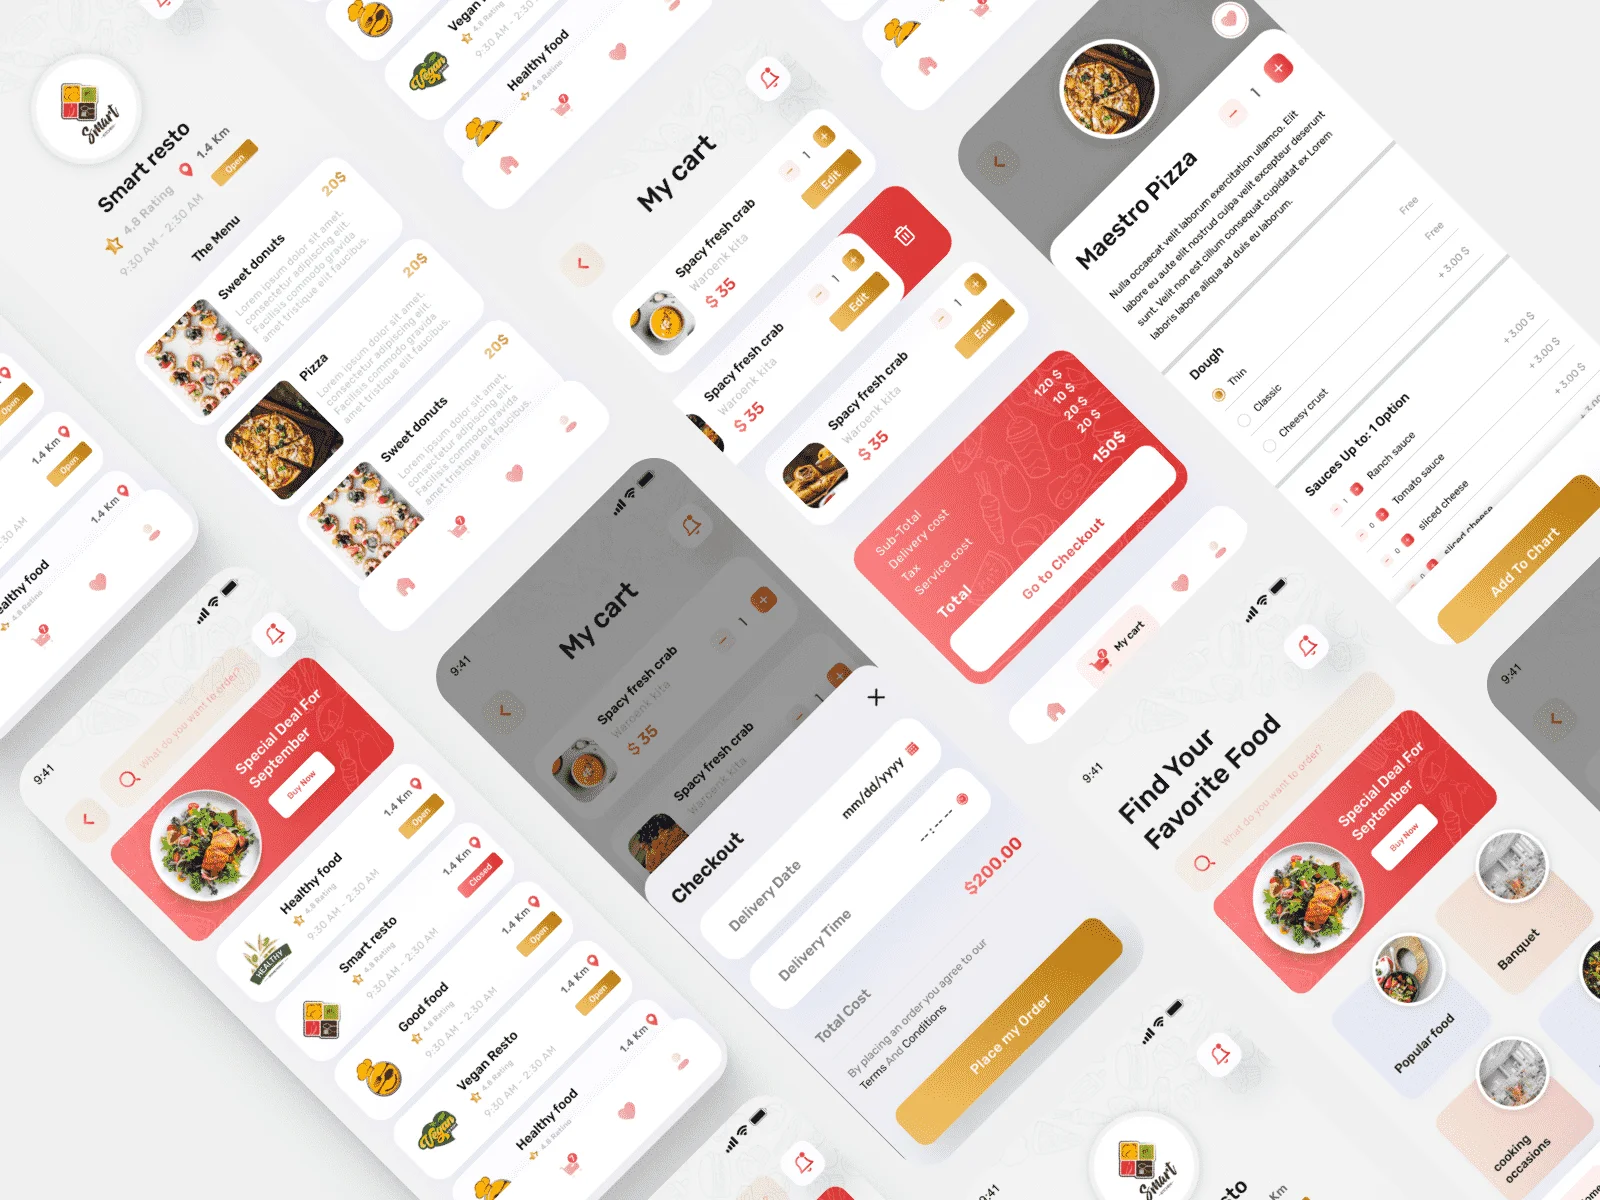 Smart
Smart resto
4.8 Rating
1.4 Km
9:30 AM - 2:30 AM
Open
The Menu
Sweet donuts
20$
Lorem ipsum dolor sit amet,
consectetur adipiscing elit.
Facilisis commodo gravida
amet tristique elit faucibus.
Pizza
20$
Lorem ipsum dolor sit amet,
consectetur adipiscing elit.
Facilisis commodo gravida
amet tristique elit faucibus.
Sweet donuts
20$
Lorem ipsum dolor sit amet,
consectetur adipiscing elit.
Facilisis commodo gravida
amet tristique elit faucibus.
Vegan
4.8 Rating
9:30 AM - 2:30 AM
Vegan
Healthy food
4.8 Rating
My cart
Spacy fresh crab
Waroenk kita
$ 35
1
Edit
Spacy fresh crab
Waroenk kita
$ 35
1
Edit
Spacy fresh crab
Waroenk kita
$ 35
1
Edit
Sub-Total
120 $
Delivery cost
10 $
Tax
20 $
Service cost
20 $
Total
150$
Go to Checkout
My cart
Maestro Pizza
1
Nulla occaecat velit laborum exercitation ullamco. Elit
labore eu aute elit nostrud culpa velit excepteur deserunt
sunt. Velit non est cillum consequat cupidatat ex Lorem
laboris labore aliqua ad duis eu laborum.
Dough
Thin
Free
Classic
Free
Cheesy crust
+ 3.00 $
Sauces Up to: 1 Option
1
Ranch sauce
+ 3.00 $
0
Tomato sauce
+ 3.00 $
0
sliced cheese
+ 3.00 $
0
sliced cheese
+ 3.00 $
Add To Chart
Open
1.4 Km
Open
1.4 Km
Healthy food
4.8 Rating
9:41
What do you want to order?
Special Deal For
September
Buy Now
Healthy food
4.8 Rating
9:30 AM - 2:30 AM
1.4 Km
Open
HEALTHY
Smart resto
4.8 Rating
9:30 AM - 2:30 AM
1.4 Km
Closed
Good food
4.8 Rating
9:30 AM - 2:30 AM
1.4 Km
Open
Vegan Resto
4.8 Rating
9:30 AM - 2:30 AM
1.4 Km
Open
Vegan
Healthy food
4.8 Rating
1.4 Km
9:41
My cart
Spacy fresh crab
Waroenk kita
$ 35
1
Spacy fresh crab
Waroenk kita
1
Checkout
Delivery Date
mm/dd/yyyy
Delivery Time
--:-- --
Total Cost
$200.00
By placing an order you agree to our
Terms And Conditions
Place my Order
9:41
Find Your
Favorite Food
What do you want to order?
Special Deal For
September
Buy Now
Banquet
Popular food
cooking
occasions
9:41
9:41
Smart
Smart resto